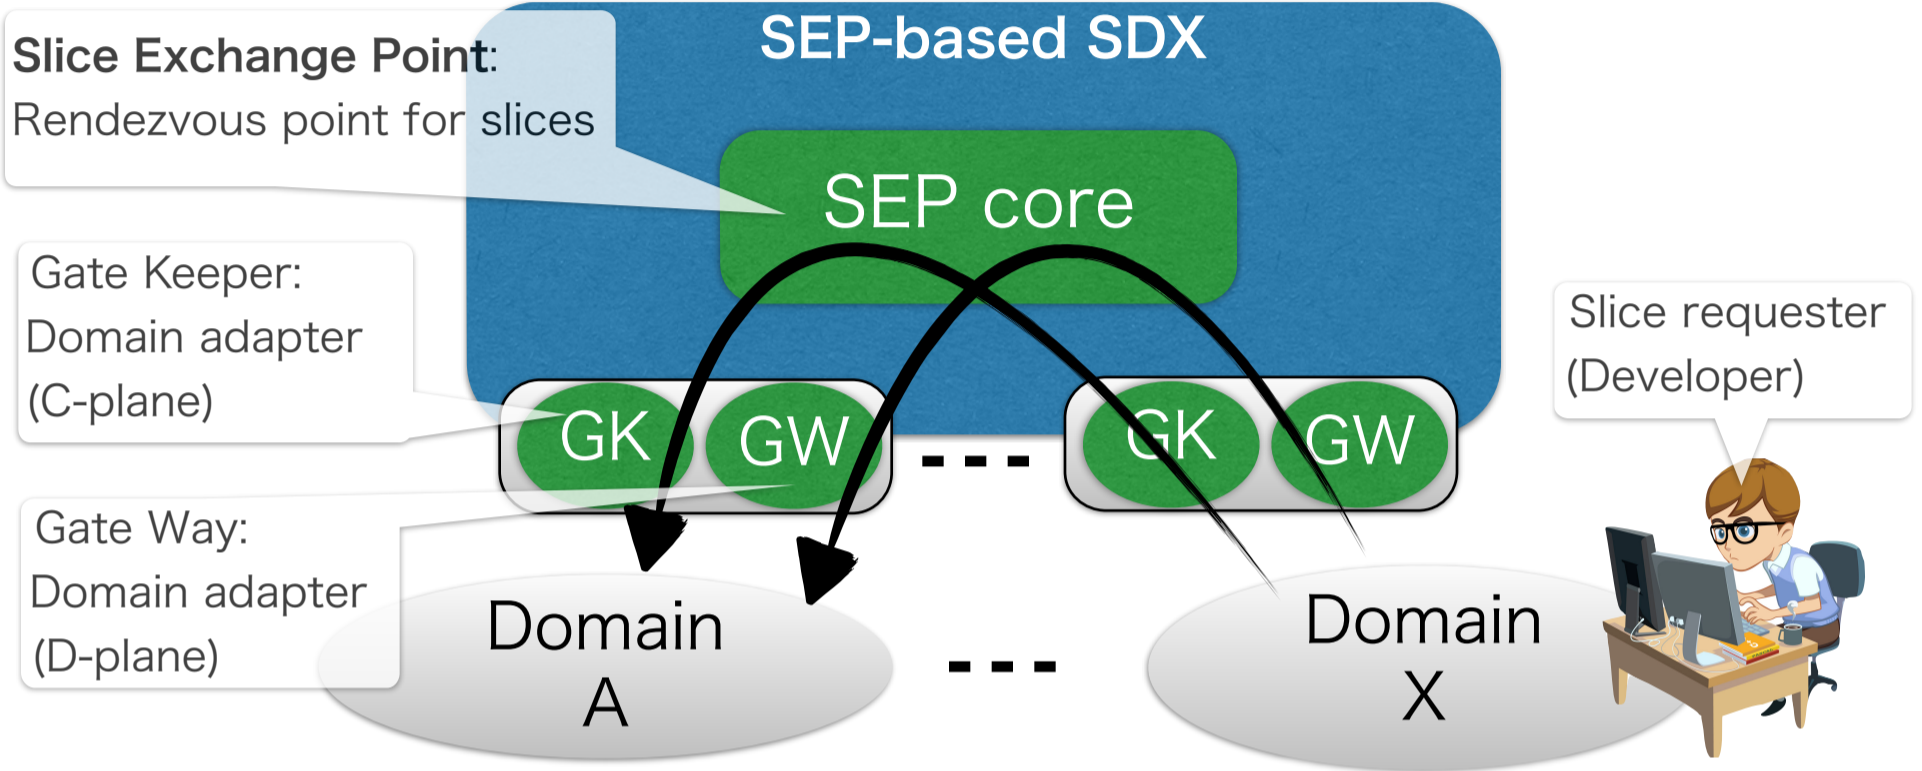 SEP-based SDX
Slice Exchange Point:
Rendezvous point for slices
SEP core
Gate Keeper:
Domain adapter
(C-plane)
Slice requester
(Developer)
GK
GW
GK
GW
Gate Way:
Domain adapter
(D-plane)
Domain
A
Domain
X